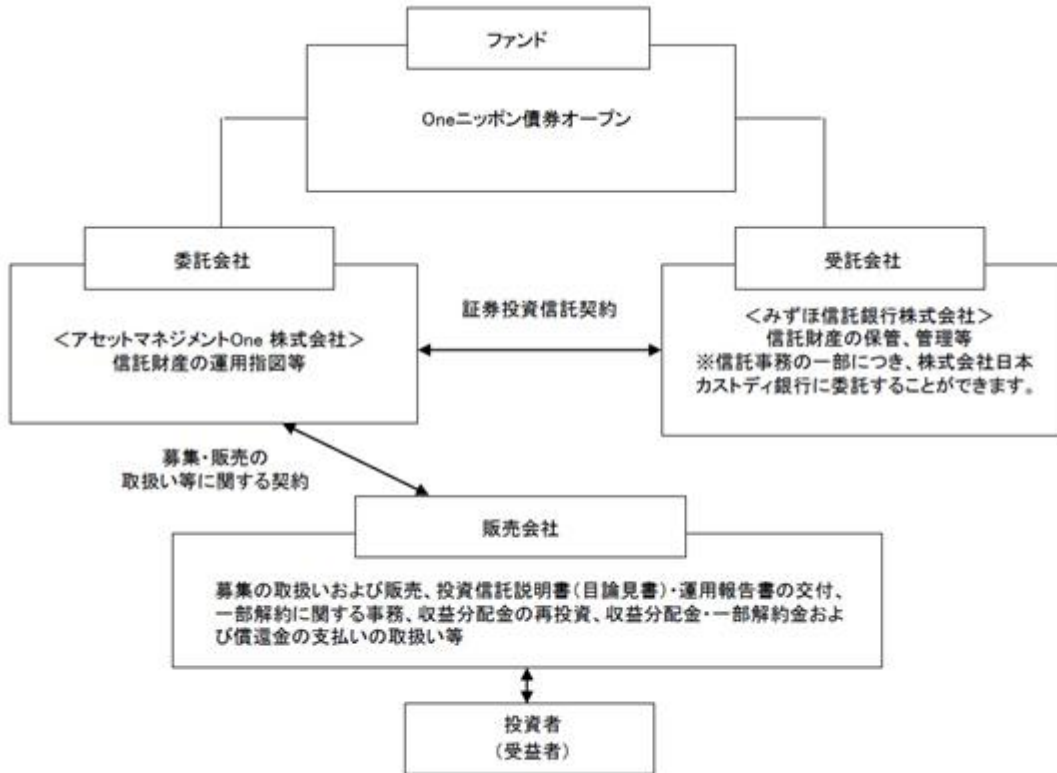 ファンド
Oneニッポン債券オープン
委託会社
<アセットマネジメントOne 株式会社>
信託財産の運用指図等
証券投資信託契約
受託会社
<みずほ信託銀行株式会社>
信託財産の保管、管理等
※信託事務の一部につき、株式会社日本
カストディ銀行に委託することができます。
募集・販売の
取扱い等に関する契約
販売会社
募集の取扱いおよび販売、投資信託説明書(目論見書)・運用報告書の交付、
一部解約に関する事務、収益分配金の再投資、収益分配金・一部解約金およ
び償還金の支払いの取扱い等
投資者
(受益者)